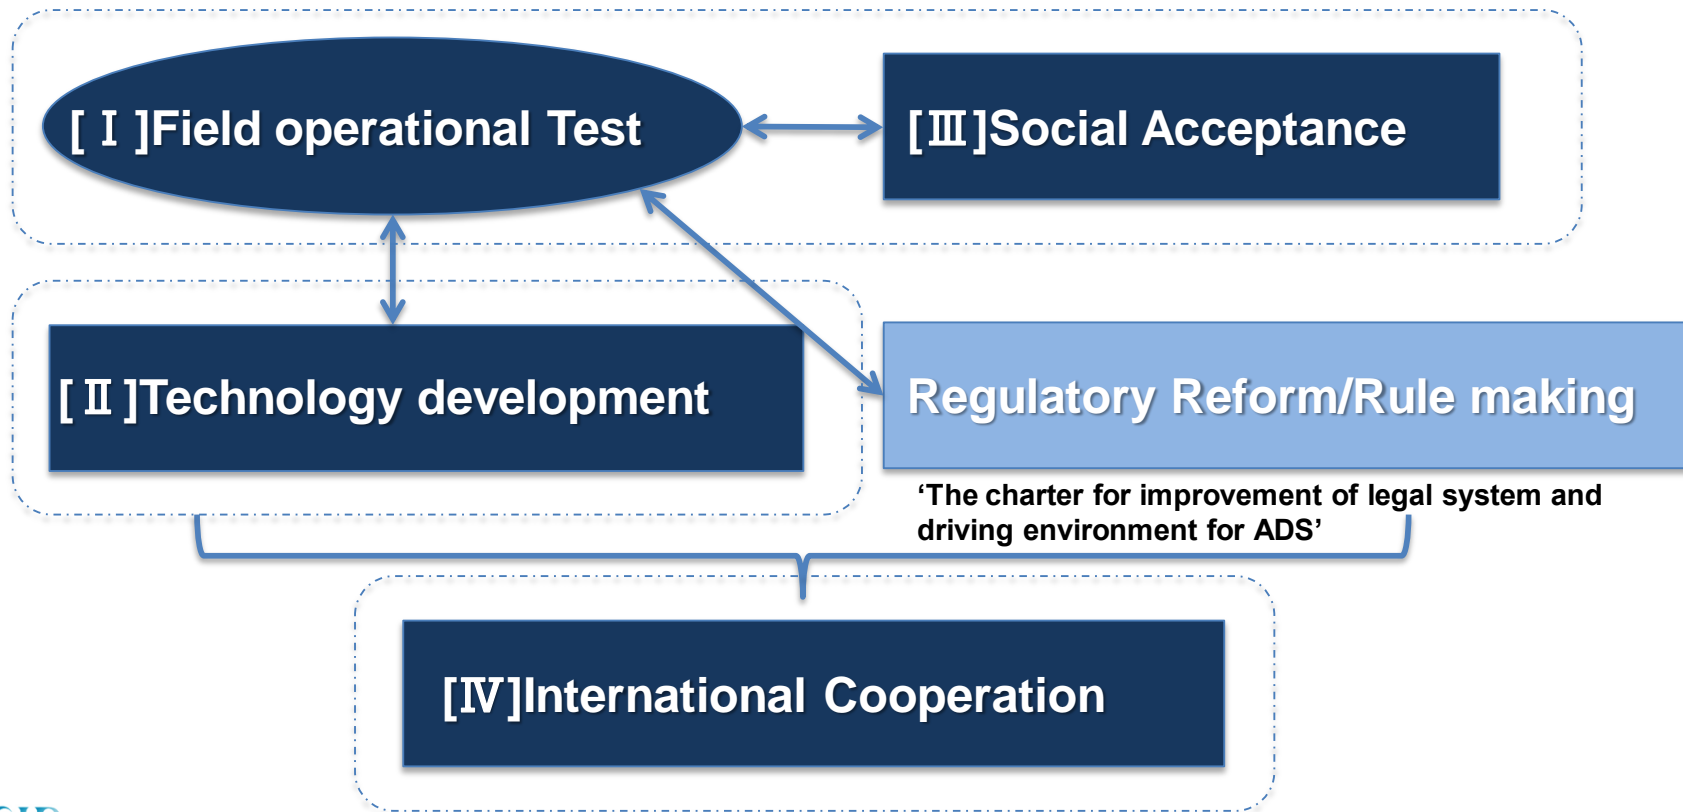 [Ⅰ]Field operational Test
[Ⅲ]Social Acceptance
[Ⅱ]Technology development
Regulatory Reform/Rule making
‘The charter for improvement of legal system and
driving environment for ADS’
[Ⅳ]International Cooperation